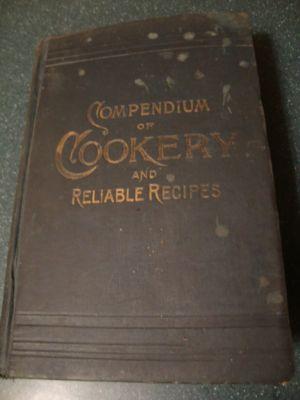 COMPENDIUM
OF
COOKERY
AND
RELIABLE RECIPES